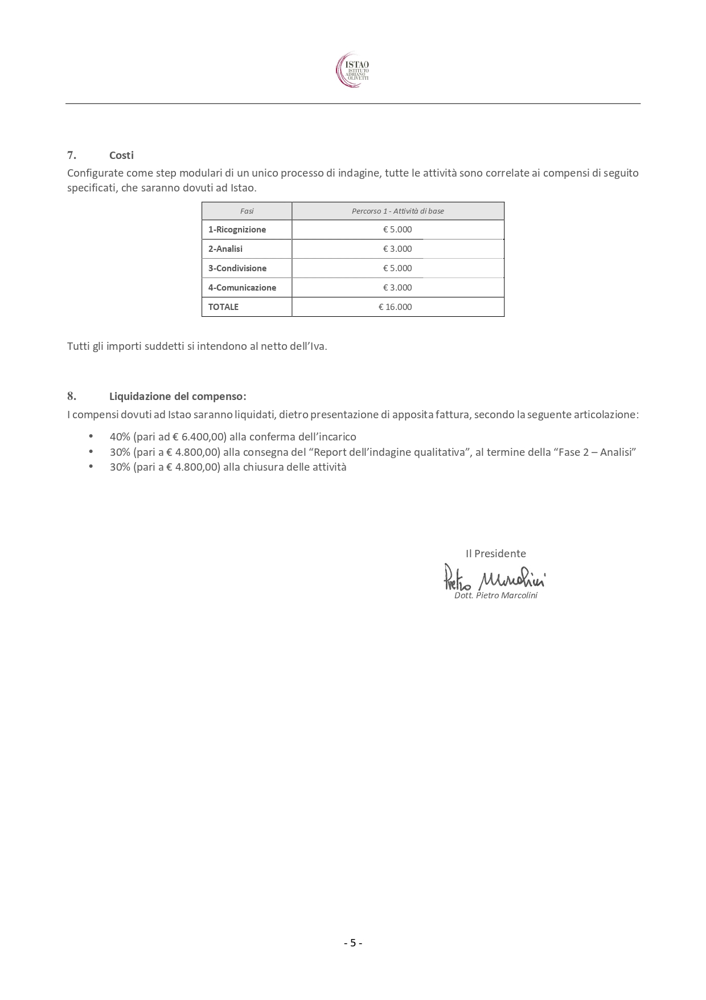 ISTAO
ISTITUTO
ADRIANO
OLIVETTI
7. Costi
Configurate come step modulari di un unico processo di indagine, tutte le attività sono correlate ai compensi di seguito
specificati, che saranno dovuti ad Istao.
Fasi Percorso 1 - Attività di base
1-Ricognizione € 5.000
2-Analisi € 3.000
3-Condivisione € 5.000
4-Comunicazione € 3.000
TOTALE € 16.000
Tutti gli importi suddetti si intendono al netto dell’Iva.
8. Liquidazione del compenso:
I compensi dovuti ad Istao saranno liquidati, dietro presentazione di apposita fattura, secondo la seguente articolazione:
• 40% (pari ad € 6.400,00) alla conferma dell’incarico
• 30% (pari a € 4.800,00) alla consegna del “Report dell’indagine qualitativa”, al termine della “Fase 2 – Analisi”
• 30% (pari a € 4.800,00) alla chiusura delle attività
Il Presidente
Pietro Marcolini
Dott. Pietro Marcolini
- 5 -